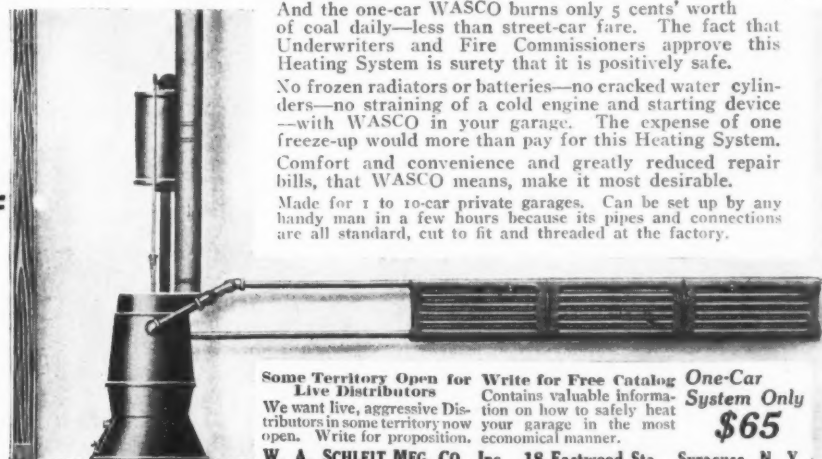 And the one-car WASCO burns only 5 cents' worth
of coal daily—less than street-car fare. The fact that
Underwriters and Fire Commissioners approve this
Heating System is surety that it is positively safe.
No frozen radiators or batteries—no cracked water cylin-
ders—no straining of a cold engine and starting device
—with WASCO in your garage. The expense of one
freeze-up would more than pay for this Heating System.
Comfort and convenience and greatly reduced repair
bills, that WASCO means, make it most desirable.
Made for 1 to 10-car private garages. Can be set up by any
handy man in a few hours because its pipes and connections
are all standard, cut to fit and threaded at the factory.
Some Territory Open for
Live Distributors
We want live, aggressive Dis-
tributors in some territory now
open. Write for proposition.
Write for Free Catalog
Contains valuable informa-
tion on how to safely heat
your garage in the most
economical manner.
One-Car
System Only
$65
W. A. SCHLEIT MFG. CO., Inc., 18 Eastwood Sta., Syracuse, N. Y.